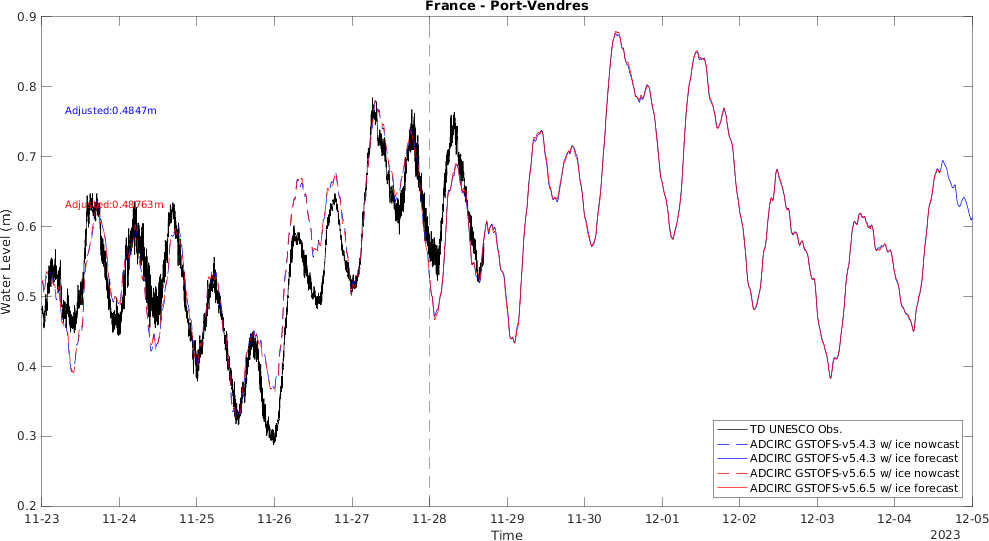 France - Port-Vendres
0.9
0.8
0.7
0.6
0.5
0.4
0.3
0.2
Water Level (m)
Adjusted:0.4847m
Adjusted:0.48763m
TD UNESCO Obs.
ADCIRC GSTOFS-v5.4.3 w/ ice nowcast
ADCIRC GSTOFS-v5.4.3 w/ ice forecast
ADCIRC GSTOFS-v5.6.5 w/ ice nowcast
ADCIRC GSTOFS-v5.6.5 w/ ice forecast
11-23 11-24 11-25 11-26 11-27 11-28 11-29 11-30 12-01 12-02 12-03 12-04 12-05
Time
2023